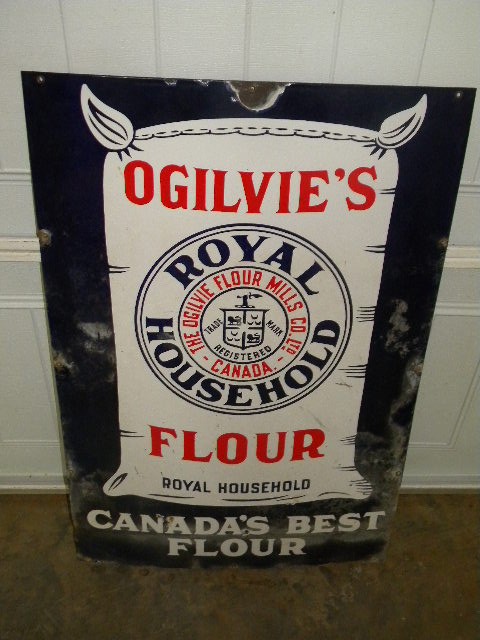 OGILVIE'S
ROYAL
HOUSEHOLD
THE OGILVIE FLOUR MILLS CO. LTD
- CANADA. -
TRADE MARK
REGISTERED
FLOUR
ROYAL HOUSEHOLD
CANADA'S BEST
FLOUR